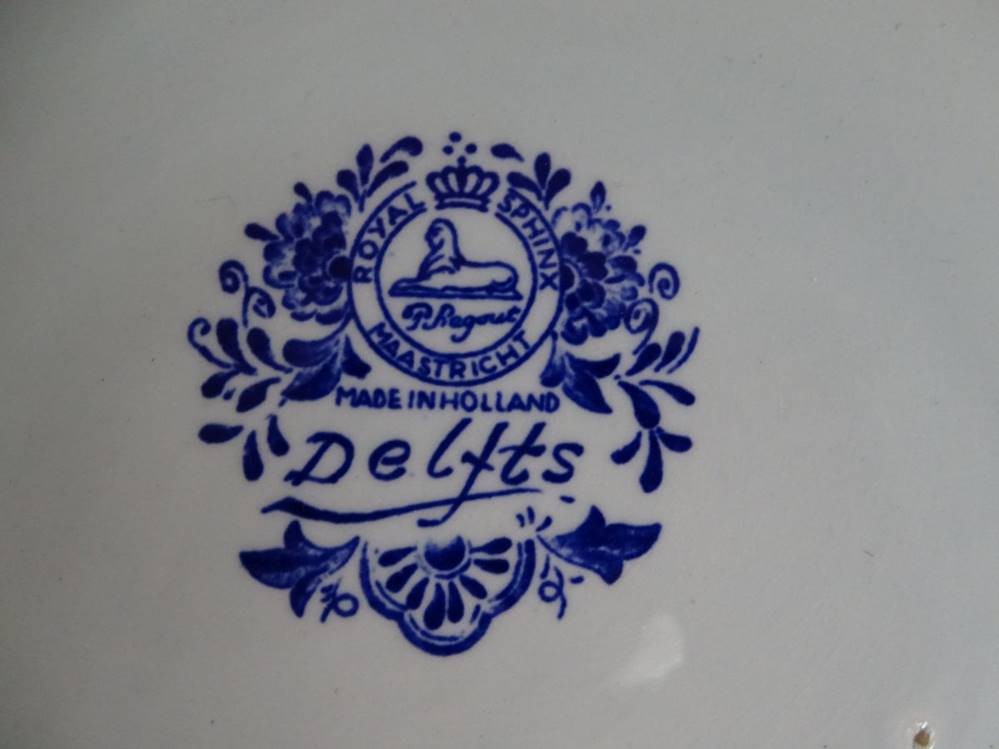 ROYAL SPHINX
P. Regout
MAASTRICHT
MADE IN HOLLAND
Delfts